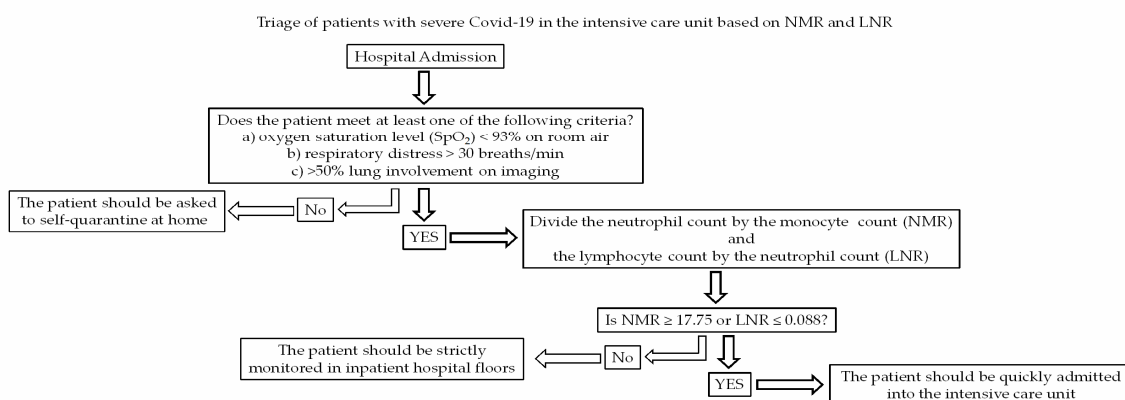 Triage of patients with severe Covid-19 in the intensive care unit based on NMR and LNR
Hospital Admission
Does the patient meet at least one of the following criteria?
a) oxygen saturation level (SpO₂) < 93% on room air
b) respiratory distress > 30 breaths/min
c) >50% lung involvement on imaging
The patient should be asked
to self-quarantine at home
No
YES
Divide the neutrophil count by the monocyte count (NMR)
and
the lymphocyte count by the neutrophil count (LNR)
Is NMR ≥ 17.75 or LNR ≤ 0.088?
The patient should be strictly
monitored in inpatient hospital floors
No
YES
The patient should be quickly admitted
into the intensive care unit